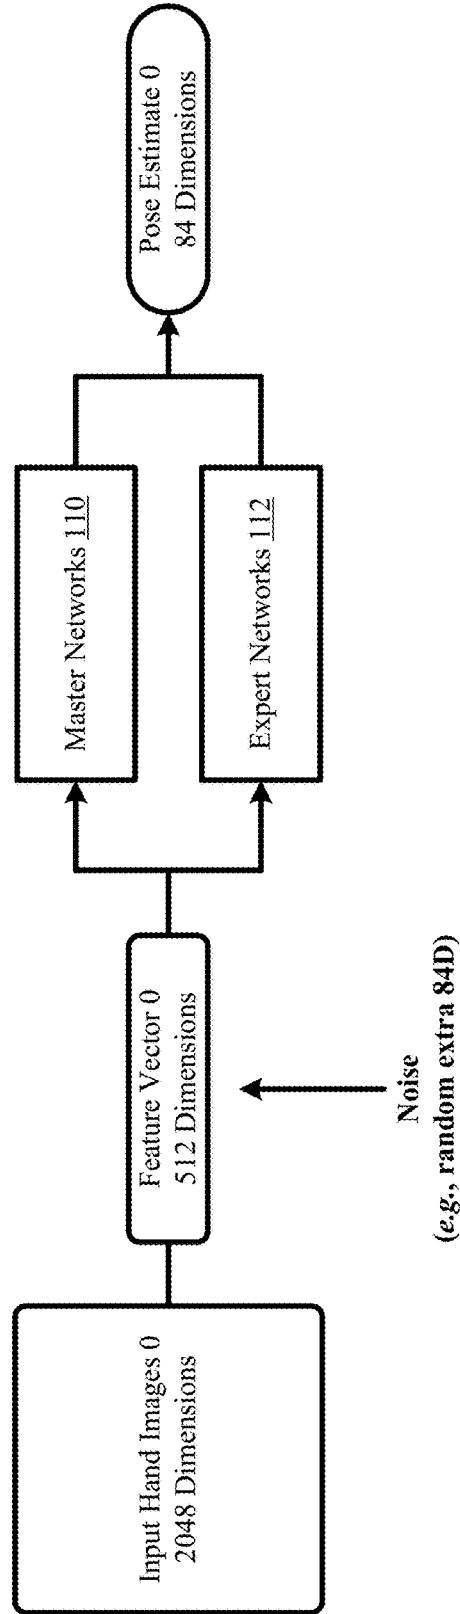 Input Hand Images 0
2048 Dimensions
Feature Vector 0
512 Dimensions
Noise
(e.g., random extra 84D)
Master Networks 110
Expert Networks 112
Pose Estimate 0
84 Dimensions